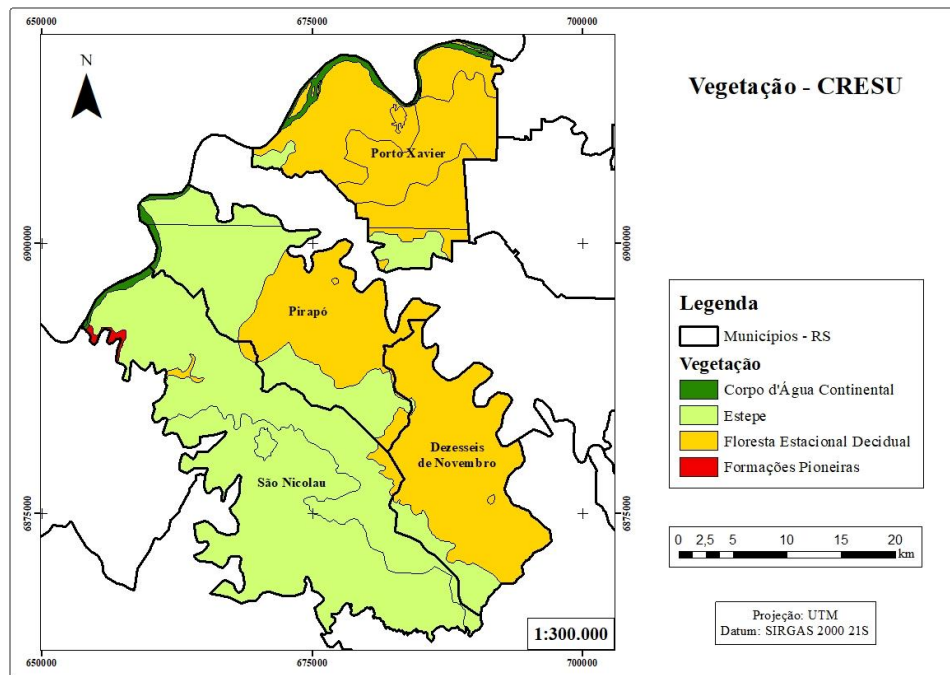 650000
675000
700000
N
Vegetação - CRESU
Porto Xavier
6900000
6900000
Pirapó
Legenda
Municípios - RS
Vegetação
Corpo d'Água Continental
Estepe
Floresta Estacional Decidual
Formações Pioneiras
Dezesseis
de Novembro
São Nicolau
6875000
6875000
0 2,5 5 10 15 20
km
Projeção: UTM
Datum: SIRGAS 2000 21S
1:300.000
650000
675000
700000